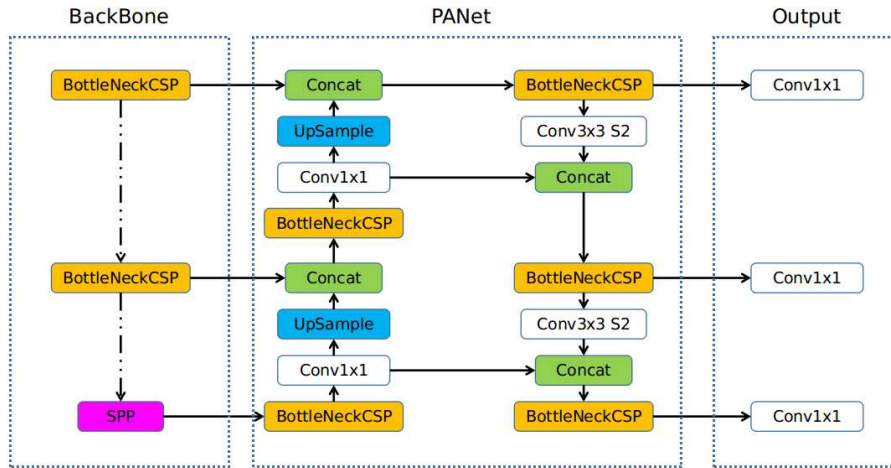 BackBone
PANet
Output
BottleNeckCSP
Concat
BottleNeckCSP
Conv1x1
UpSample
Conv3x3 S2
Conv1x1
Concat
BottleNeckCSP
BottleNeckCSP
Concat
BottleNeckCSP
Conv1x1
UpSample
Conv3x3 S2
Conv1x1
Concat
SPP
BottleNeckCSP
BottleNeckCSP
Conv1x1